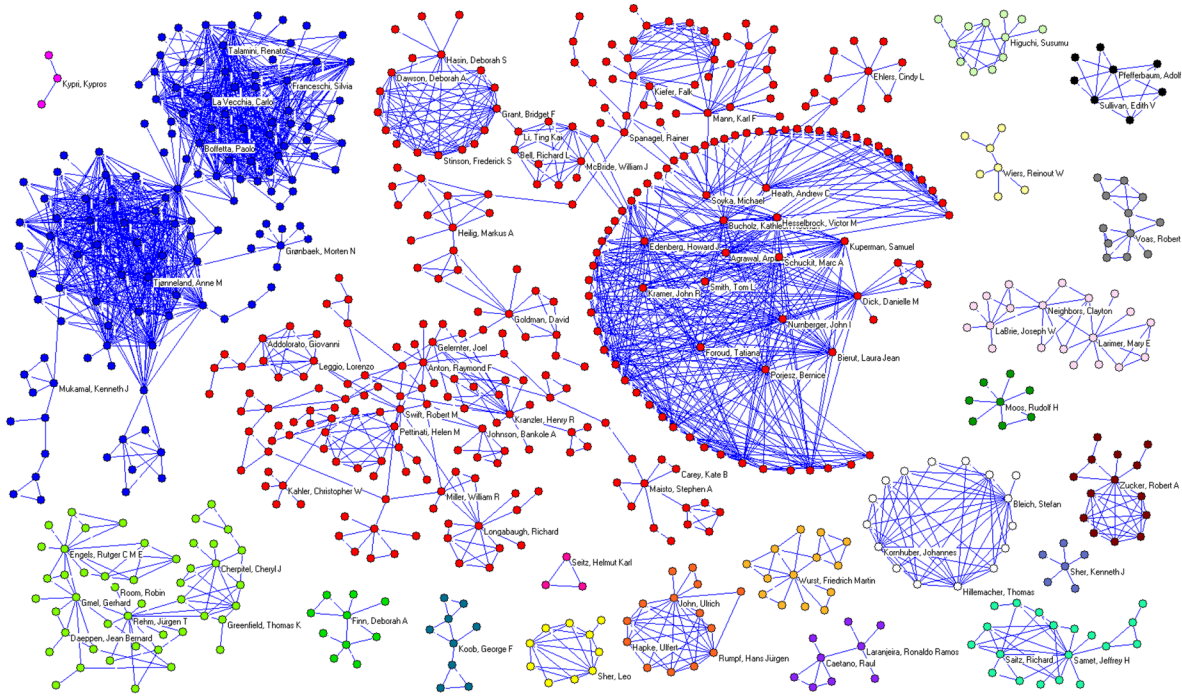 Higuchi, Susumu
Talamini, Renato
Hasin, Deborah S
Pfefferbaum, Adolf
Ehlers, Cindy L
Kypri, Kypros
Dawson, Deborah A
Franceschi, Silvia
Kiefer, Falk
La Vecchia, Carlo
Sullivan, Edith V
Grant, Bridget F
Mann, Karl F
Li, Ting Kai
Spanagel, Rainer
Boffetta, Paolo
Bell, Richard L
Stinson, Frederick S
McBride, William J
Wiers, Reinout W
Heath, Andrew C
Soyka, Michael
Hesselbrock, Victor M
Bucholz, Kathleen
Heilig, Markus A
Voas, Robert
Edenberg, Howard J
Kuperman, Samuel
Grønbaek, Morten N
Agrawal, Arpana
Schuckit, Marc A
Tjønneland, Anne M
Smith, Tom L
Kramer, John R
Dick, Danielle M
Neighbors, Clayton
Goldman, David
Nurnberger, John I
LaBrie, Joseph W
Addolorato, Giovanni
Gelernter, Joel
Larimer, Mary E
Foroud, Tatiana
Bierut, Laura Jean
Leggio, Lorenzo
Anton, Raymond F
Porjesz, Bernice
Mukamal, Kenneth J
Moos, Rudolf H
Swift, Robert M
Kranzler, Henry R
Pettinati, Helen M
Johnson, Bankole A
Carey, Kate B
Zucker, Robert A
Maisto, Stephen A
Kahler, Christopher W
Miller, William R
Bleich, Stefan
Longabaugh, Richard
Engels, Rutger C M E
Kornhuber, Johannes
Seitz, Helmut Karl
Cherpitel, Cheryl J
Sher, Kenneth J
Wurst, Friedrich Martin
Room, Robin
Hillemacher, Thomas
Gmel, Gerhard
John, Ulrich
Rehm, Jürgen T
Finn, Deborah A
Greenfield, Thomas K
Daeppen, Jean Bernard
Koob, George F
Hapke, Ulfert
Laranjeira, Ronaldo Ramos
Rumpf, Hans Jürgen
Caetano, Raul
Saitz, Richard
Samet, Jeffrey H
Sher, Leo